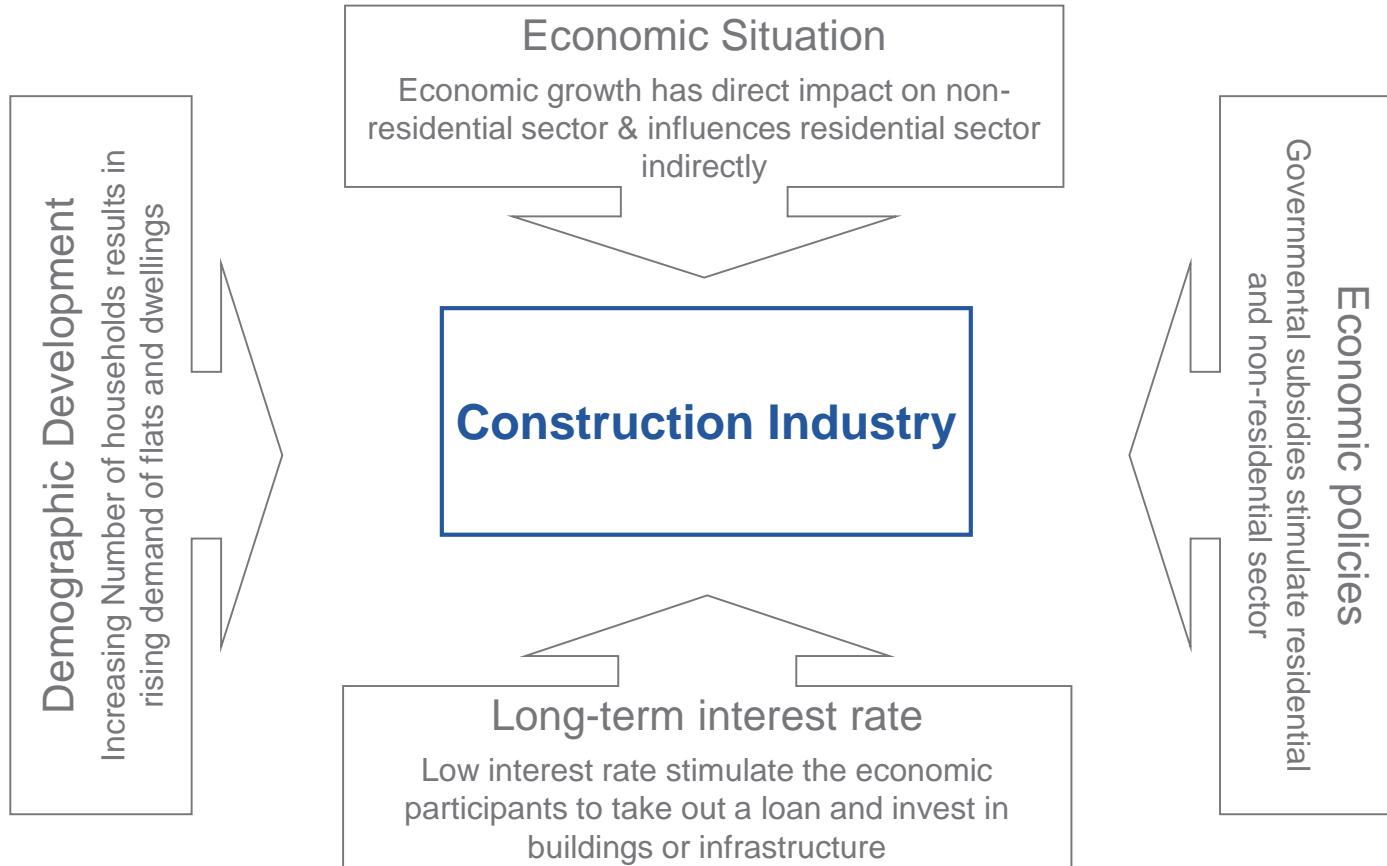 Economic Situation
Economic growth has direct impact on non-
residential sector & influences residential sector
indirectly
Demographic Development
Increasing Number of households results in
rising demand of flats and dwellings
Construction Industry
Economic policies
Governmental subsidies stimulate residential
and non-residential sector
Long-term interest rate
Low interest rate stimulate the economic
participants to take out a loan and invest in
buildings or infrastructure